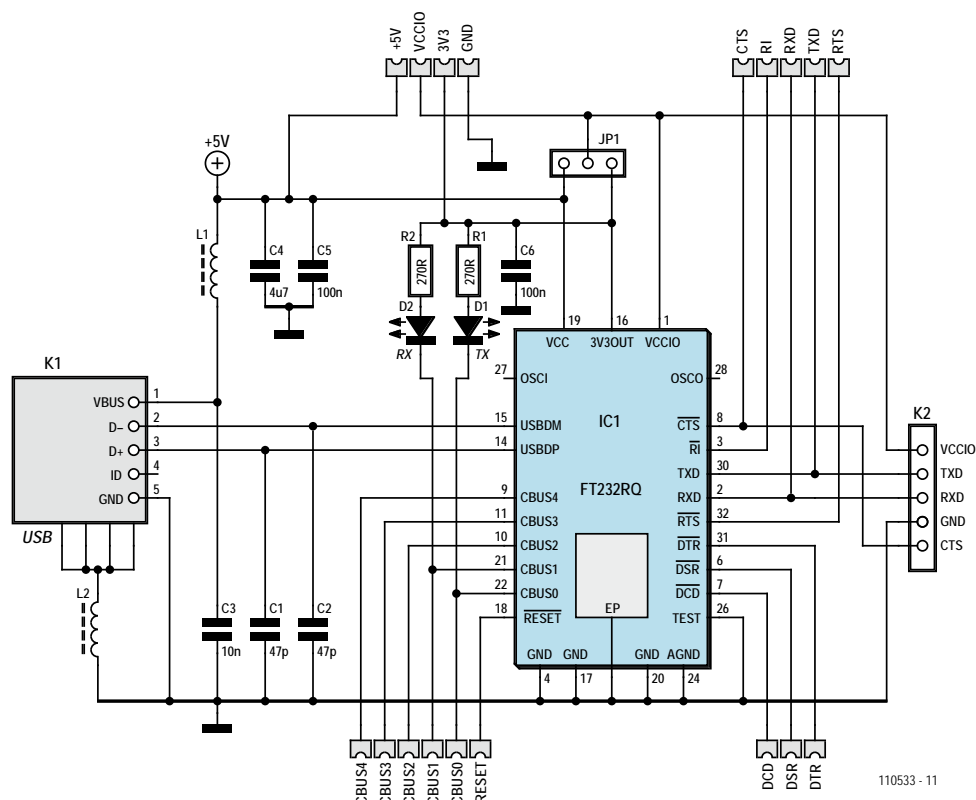 +5V
VCCIO
3V3
GND
CTS
RI
RXD
TXD
RTS
JP1
+5V
L1
C4
4u7
C5
100n
R2
270R
R1
270R
C6
100n
D2
RX
D1
TX
19
16
1
VCC
3V3OUT
VCCIO
27
OSCI
OSCO
28
IC1
FT232RQ
15
USBDM
14
USBDP
9
CBUS4
11
CBUS3
10
CBUS2
21
CBUS1
22
CBUS0
18
RESET
CTS
8
RI
3
TXD
30
RXD
2
RTS
32
DTR
31
DSR
6
DCD
7
TEST
26
EP
GND
GND
GND
AGND
4
17
20
24
K1
VBUS
1
D–
2
D+
3
ID
4
GND
5
USB
L2
C3
10n
C1
47p
C2
47p
K2
VCCIO
TXD
RXD
GND
CTS
CBUS4
CBUS3
CBUS2
CBUS1
CBUS0
RESET
DCD
DSR
DTR
110533 - 11